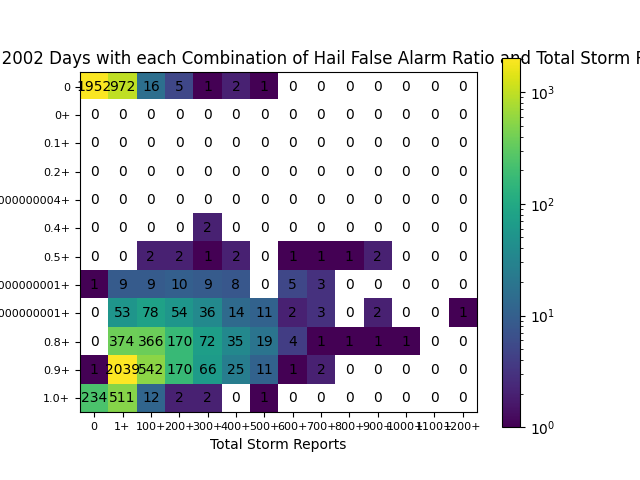 2002 Days with each Combination of Hail False Alarm Ratio and Total Storm R
0 1952 972 16 5 1 2 1 0 0 0 0 0 0 0
0+ 0 0 0 0 0 0 0 0 0 0 0 0 0 0
0.1+ 0 0 0 0 0 0 0 0 0 0 0 0 0 0
0.2+ 0 0 0 0 0 0 0 0 0 0 0 0 0 0
000000004+ 0 0 0 0 0 0 0 0 0 0 0 0 0 0
0.4+ 0 0 0 0 2 0 0 0 0 0 0 0 0 0
0.5+ 0 0 2 2 1 2 0 1 1 1 2 0 0 0
000000001+ 1 9 9 10 9 8 0 5 3 0 0 0 0 0
000000001+ 0 53 78 54 36 14 11 2 3 0 2 0 0 1
0.8+ 0 374 366 170 72 35 19 4 1 1 1 1 0 0
0.9+ 1 2039 542 170 66 25 11 1 2 0 0 0 0 0
1.0+ 234 511 12 2 2 0 1 0 0 0 0 0 0 0
0 1+ 100+ 200+ 300+ 400+ 500+ 600+ 700+ 800+ 900+ 1000+ 1100+ 1200+
Total Storm Reports
10³
10²
10¹
10⁰